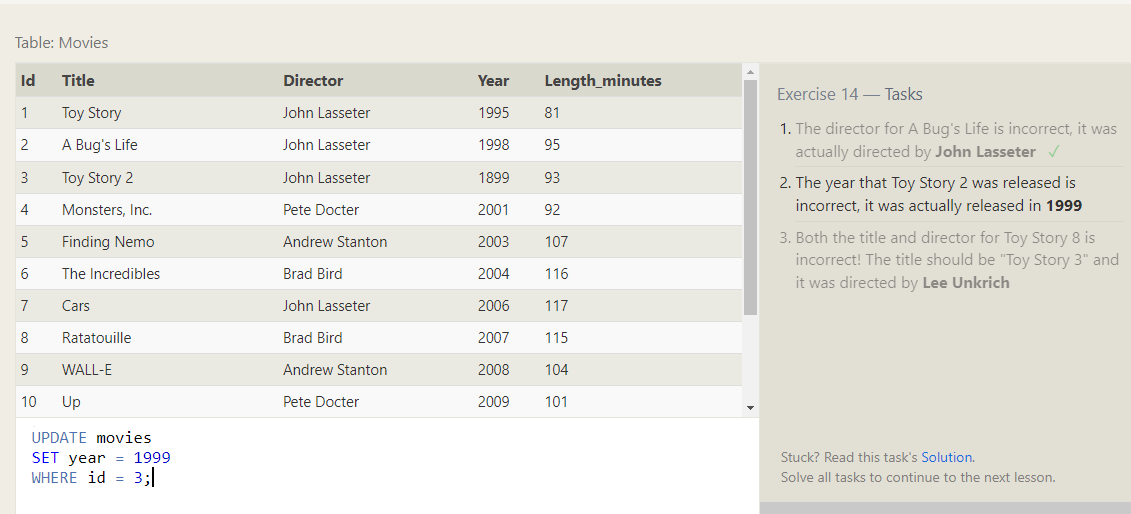 Table: Movies
Id Title Director Year Length_minutes
1 Toy Story John Lasseter 1995 81
2 A Bug's Life John Lasseter 1998 95
3 Toy Story 2 John Lasseter 1899 93
4 Monsters, Inc. Pete Docter 2001 92
5 Finding Nemo Andrew Stanton 2003 107
6 The Incredibles Brad Bird 2004 116
7 Cars John Lasseter 2006 117
8 Ratatouille Brad Bird 2007 115
9 WALL-E Andrew Stanton 2008 104
10 Up Pete Docter 2009 101
UPDATE movies
SET year = 1999
WHERE id = 3;
Exercise 14 — Tasks
1. The director for A Bug's Life is incorrect, it was
actually directed by John Lasseter ✓
2. The year that Toy Story 2 was released is
incorrect, it was actually released in 1999
3. Both the title and director for Toy Story 8 is
incorrect! The title should be "Toy Story 3" and
it was directed by Lee Unkrich
Stuck? Read this task's Solution.
Solve all tasks to continue to the next lesson.